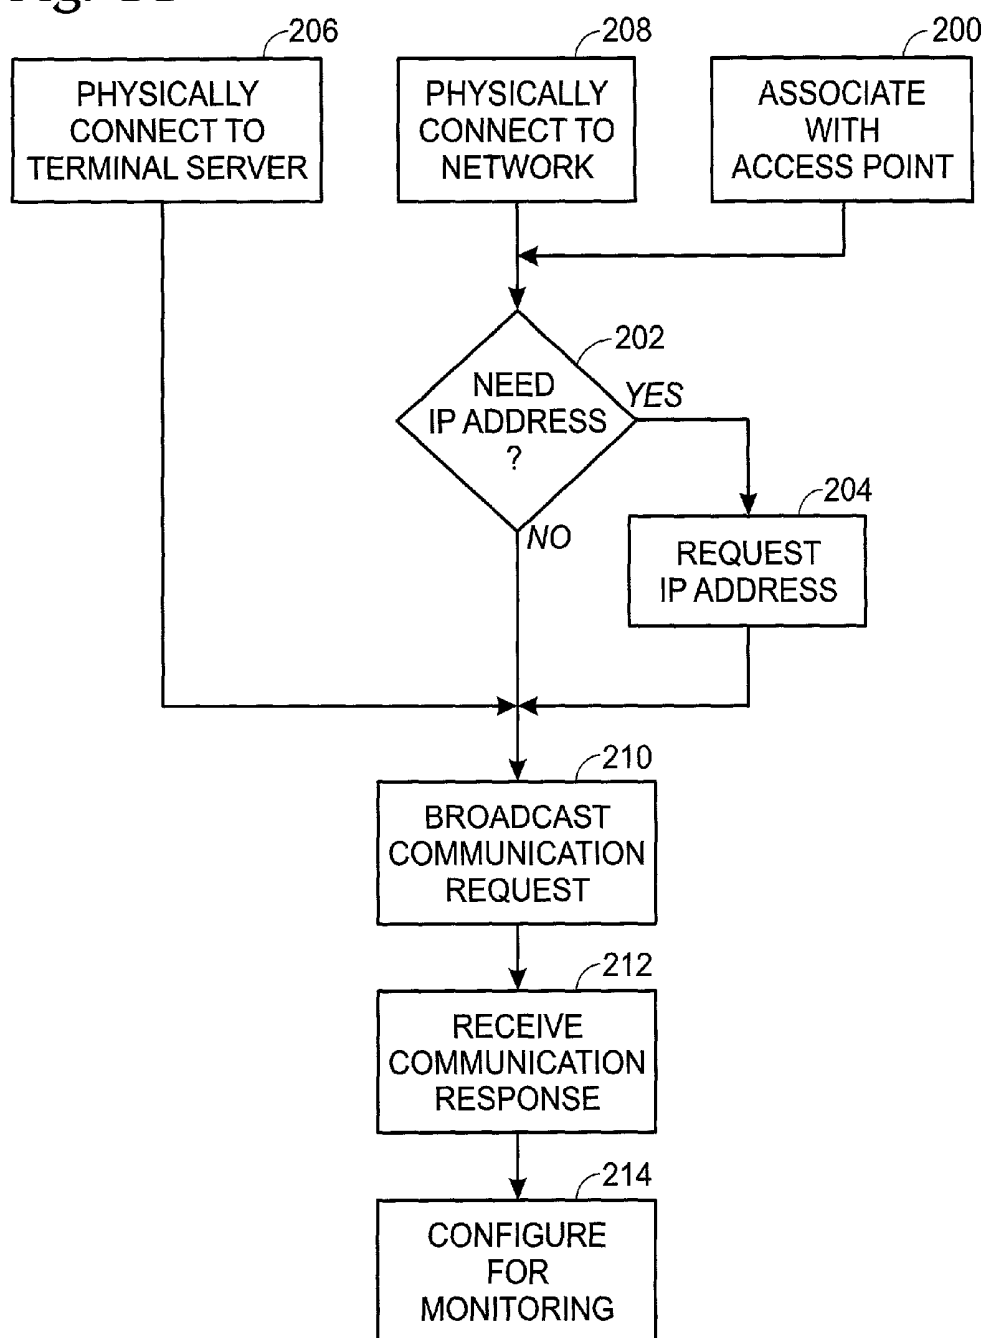 206
208
200
PHYSICALLY
CONNECT TO
TERMINAL SERVER
PHYSICALLY
CONNECT TO
NETWORK
ASSOCIATE
WITH
ACCESS POINT
202
NEED
IP ADDRESS
?
YES
NO
204
REQUEST
IP ADDRESS
210
BROADCAST
COMMUNICATION
REQUEST
212
RECEIVE
COMMUNICATION
RESPONSE
214
CONFIGURE
FOR
MONITORING